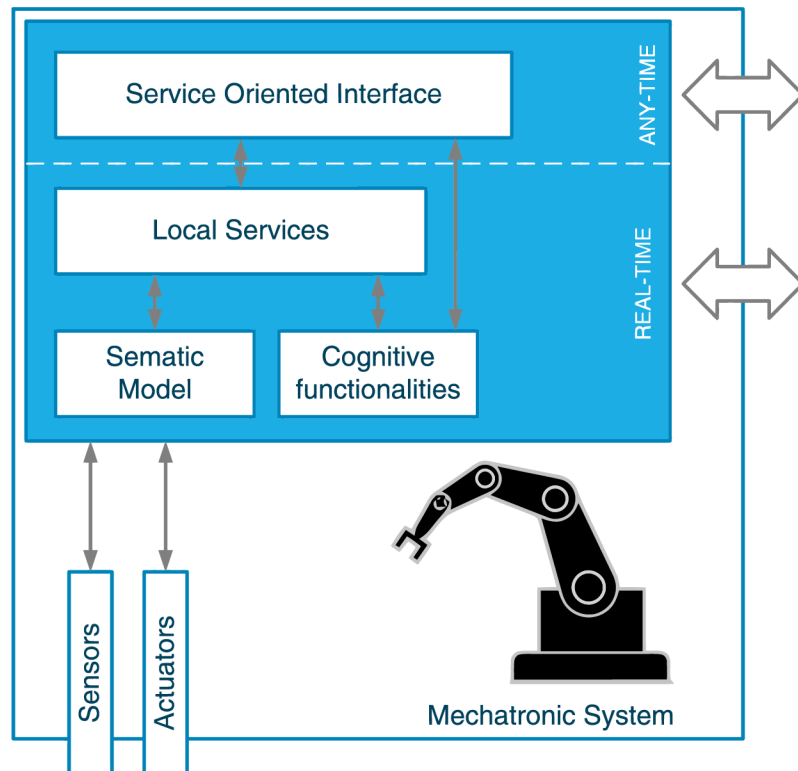 Service Oriented Interface
ANY-TIME
Local Services
REAL-TIME
Sematic
Model
Cognitive
functionalities
Sensors
Actuators
Mechatronic System